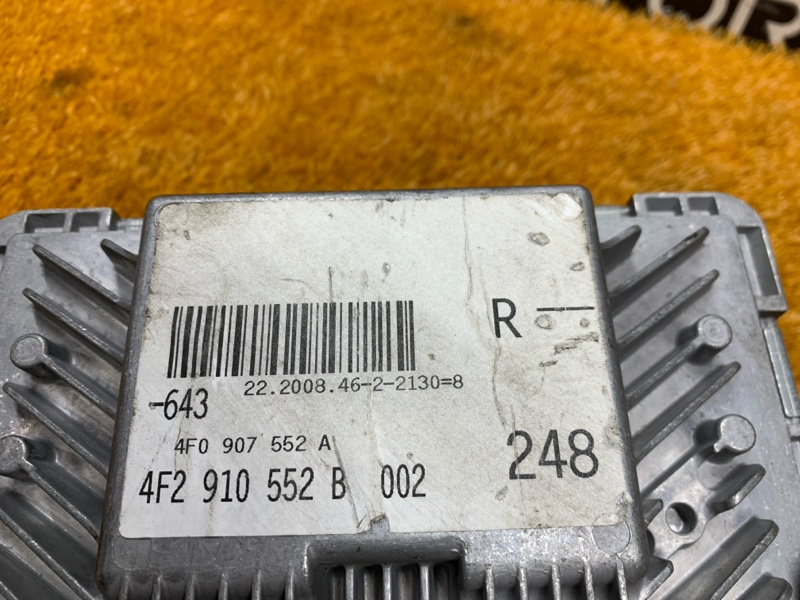 R —
22.2008.46-2-2130=8
-643
4F0 907 552 A
248
4F2 910 552 B 002